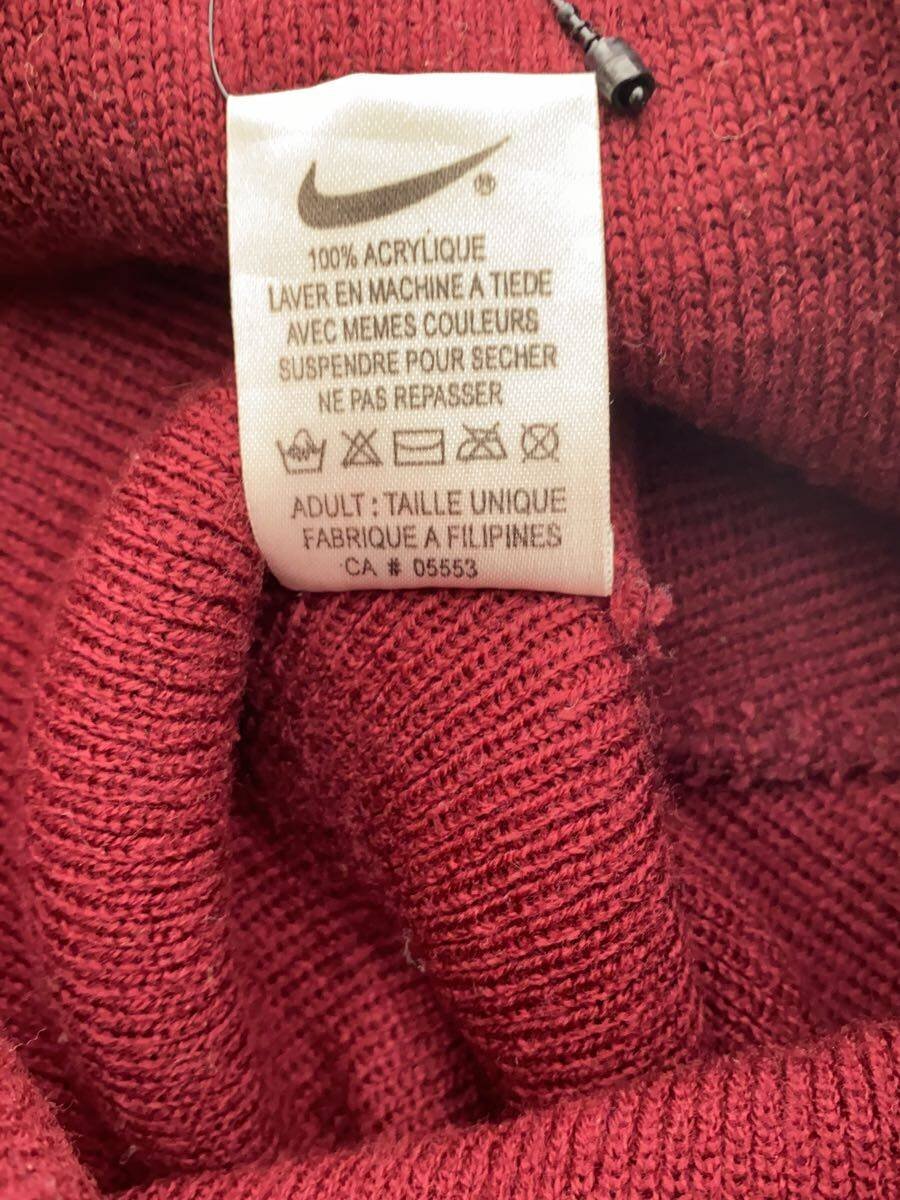 100% ACRYLIQUE
LAVER EN MACHINE A TIEDE
AVEC MEMES COULEURS
SUSPENDRE POUR SECHER
NE PAS REPASSER
ADULT : TAILLE UNIQUE
FABRIQUE A FILIPINES
CA # 05553